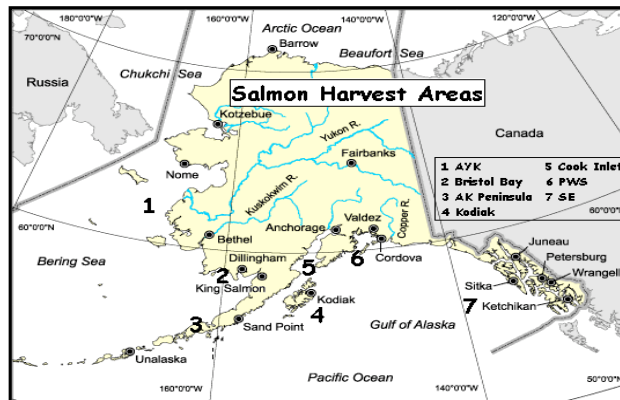 160°0'0"W
140°0'0"W
120°0'0"W
Arctic Ocean
70°0'0"N
Barrow
Beaufort Sea
70°0'0"N
Chukchi Sea
Russia
Salmon Harvest Areas
Kotzebue
Yukon R.
Canada
Fairbanks
Nome
1 AYK
2 Bristol Bay
3 AK Peninsula
4 Kodiak
5 Cook Inlet
6 PWS
7 SE
Kuskokwim R.
1
Copper R.
60°0'0"N
60°0'0"
Anchorage
Valdez
Bethel
Cordova
Juneau
Petersburg
Wrangell
Bering Sea
Dillingham
5
6
2
King Salmon
Sitka
Kodiak
Ketchikan
7
3
Sand Point
4
Gulf of Alaska
Unalaska
Pacific Ocean
160°0'0"W
140°0'0"W
50°0'0"N